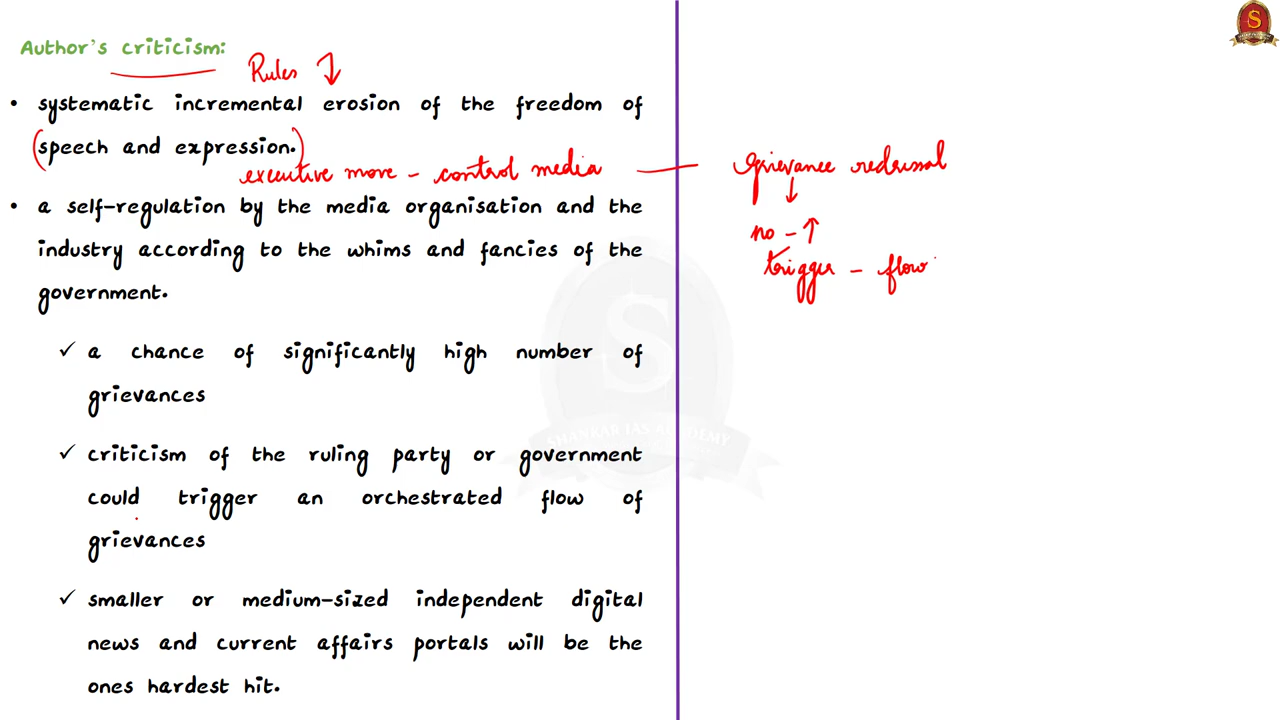 Author's criticism:
Rules ↓
• systematic incremental erosion of the freedom of
(speech and expression.)
executive move - control media —
• a self-regulation by the media organisation and the
industry according to the whims and fancies of the
government.
✓ a chance of significantly high number of
grievances
✓ criticism of the ruling party or government
could trigger an orchestrated flow of
grievances
✓ smaller or medium-sized independent digital
news and current affairs portals will be the
ones hardest hit.
grievance redressal
↓
no - ↑
trigger - flow
S
SHANKAR IAS ACADEMY
S